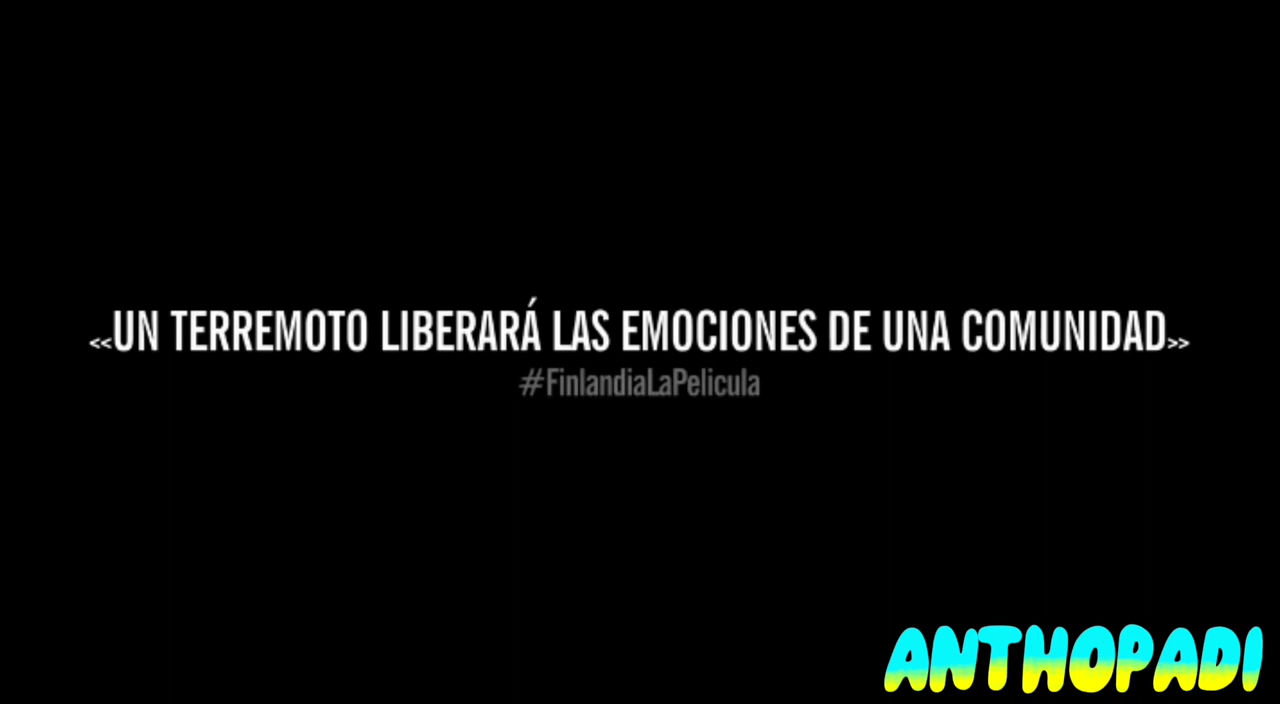 <<UN TERREMOTO LIBERARÁ LAS EMOCIONES DE UNA COMUNIDAD>>
#FinlandiaLaPelicula
ANTHOPADI